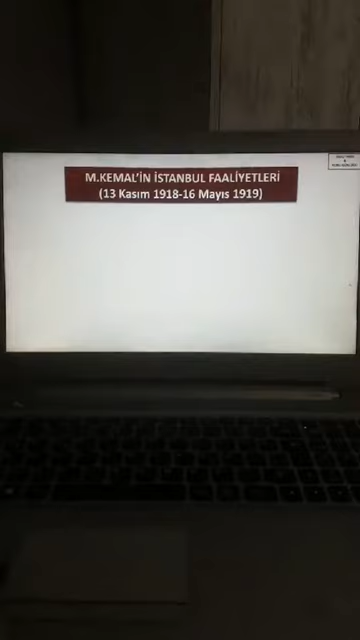 M.KEMAL'İN İSTANBUL FAALİYETLERİ
(13 Kasım 1918-16 Mayıs 1919)